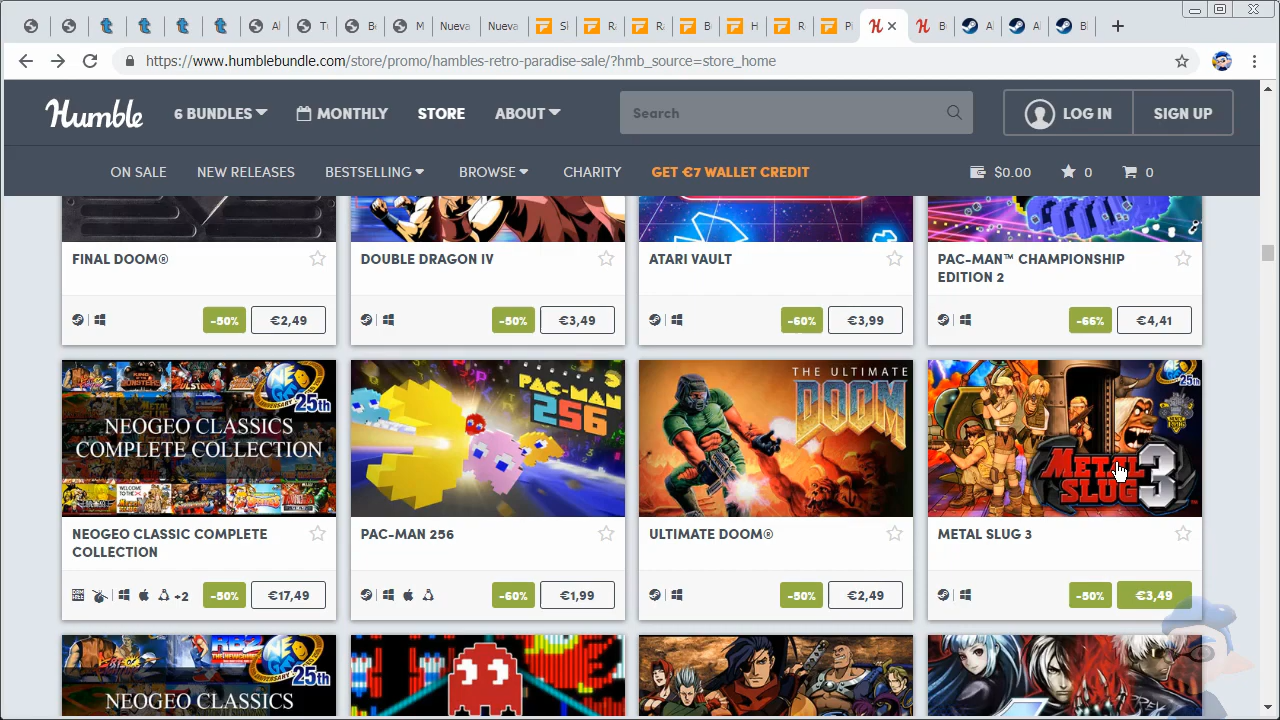 Nueva
Nueva
https://www.humblebundle.com/store/promo/hambles-retro-paradise-sale/?hmb_source=store_home
Humble
6 BUNDLES
MONTHLY
STORE
ABOUT
Search
LOG IN
SIGN UP
ON SALE
NEW RELEASES
BESTSELLING
BROWSE
CHARITY
GET €7 WALLET CREDIT
$0.00
0
0
FINAL DOOM®
-50%
€2,49
DOUBLE DRAGON IV
-50%
€3,49
ATARI VAULT
-60%
€3,99
PAC-MAN™ CHAMPIONSHIP
EDITION 2
-66%
€4,41
25th
NEOGEO CLASSICS
COMPLETE COLLECTION
NEOGEO CLASSIC COMPLETE
COLLECTION
+2
-50%
€17,49
PAC-MAN
256
PAC-MAN 256
-60%
€1,99
THE ULTIMATE
DOOM
ULTIMATE DOOM®
-50%
€2,49
25th
METAL
SLUG 3
METAL SLUG 3
-50%
€3,49
25th
NEOGEO CLASSICS